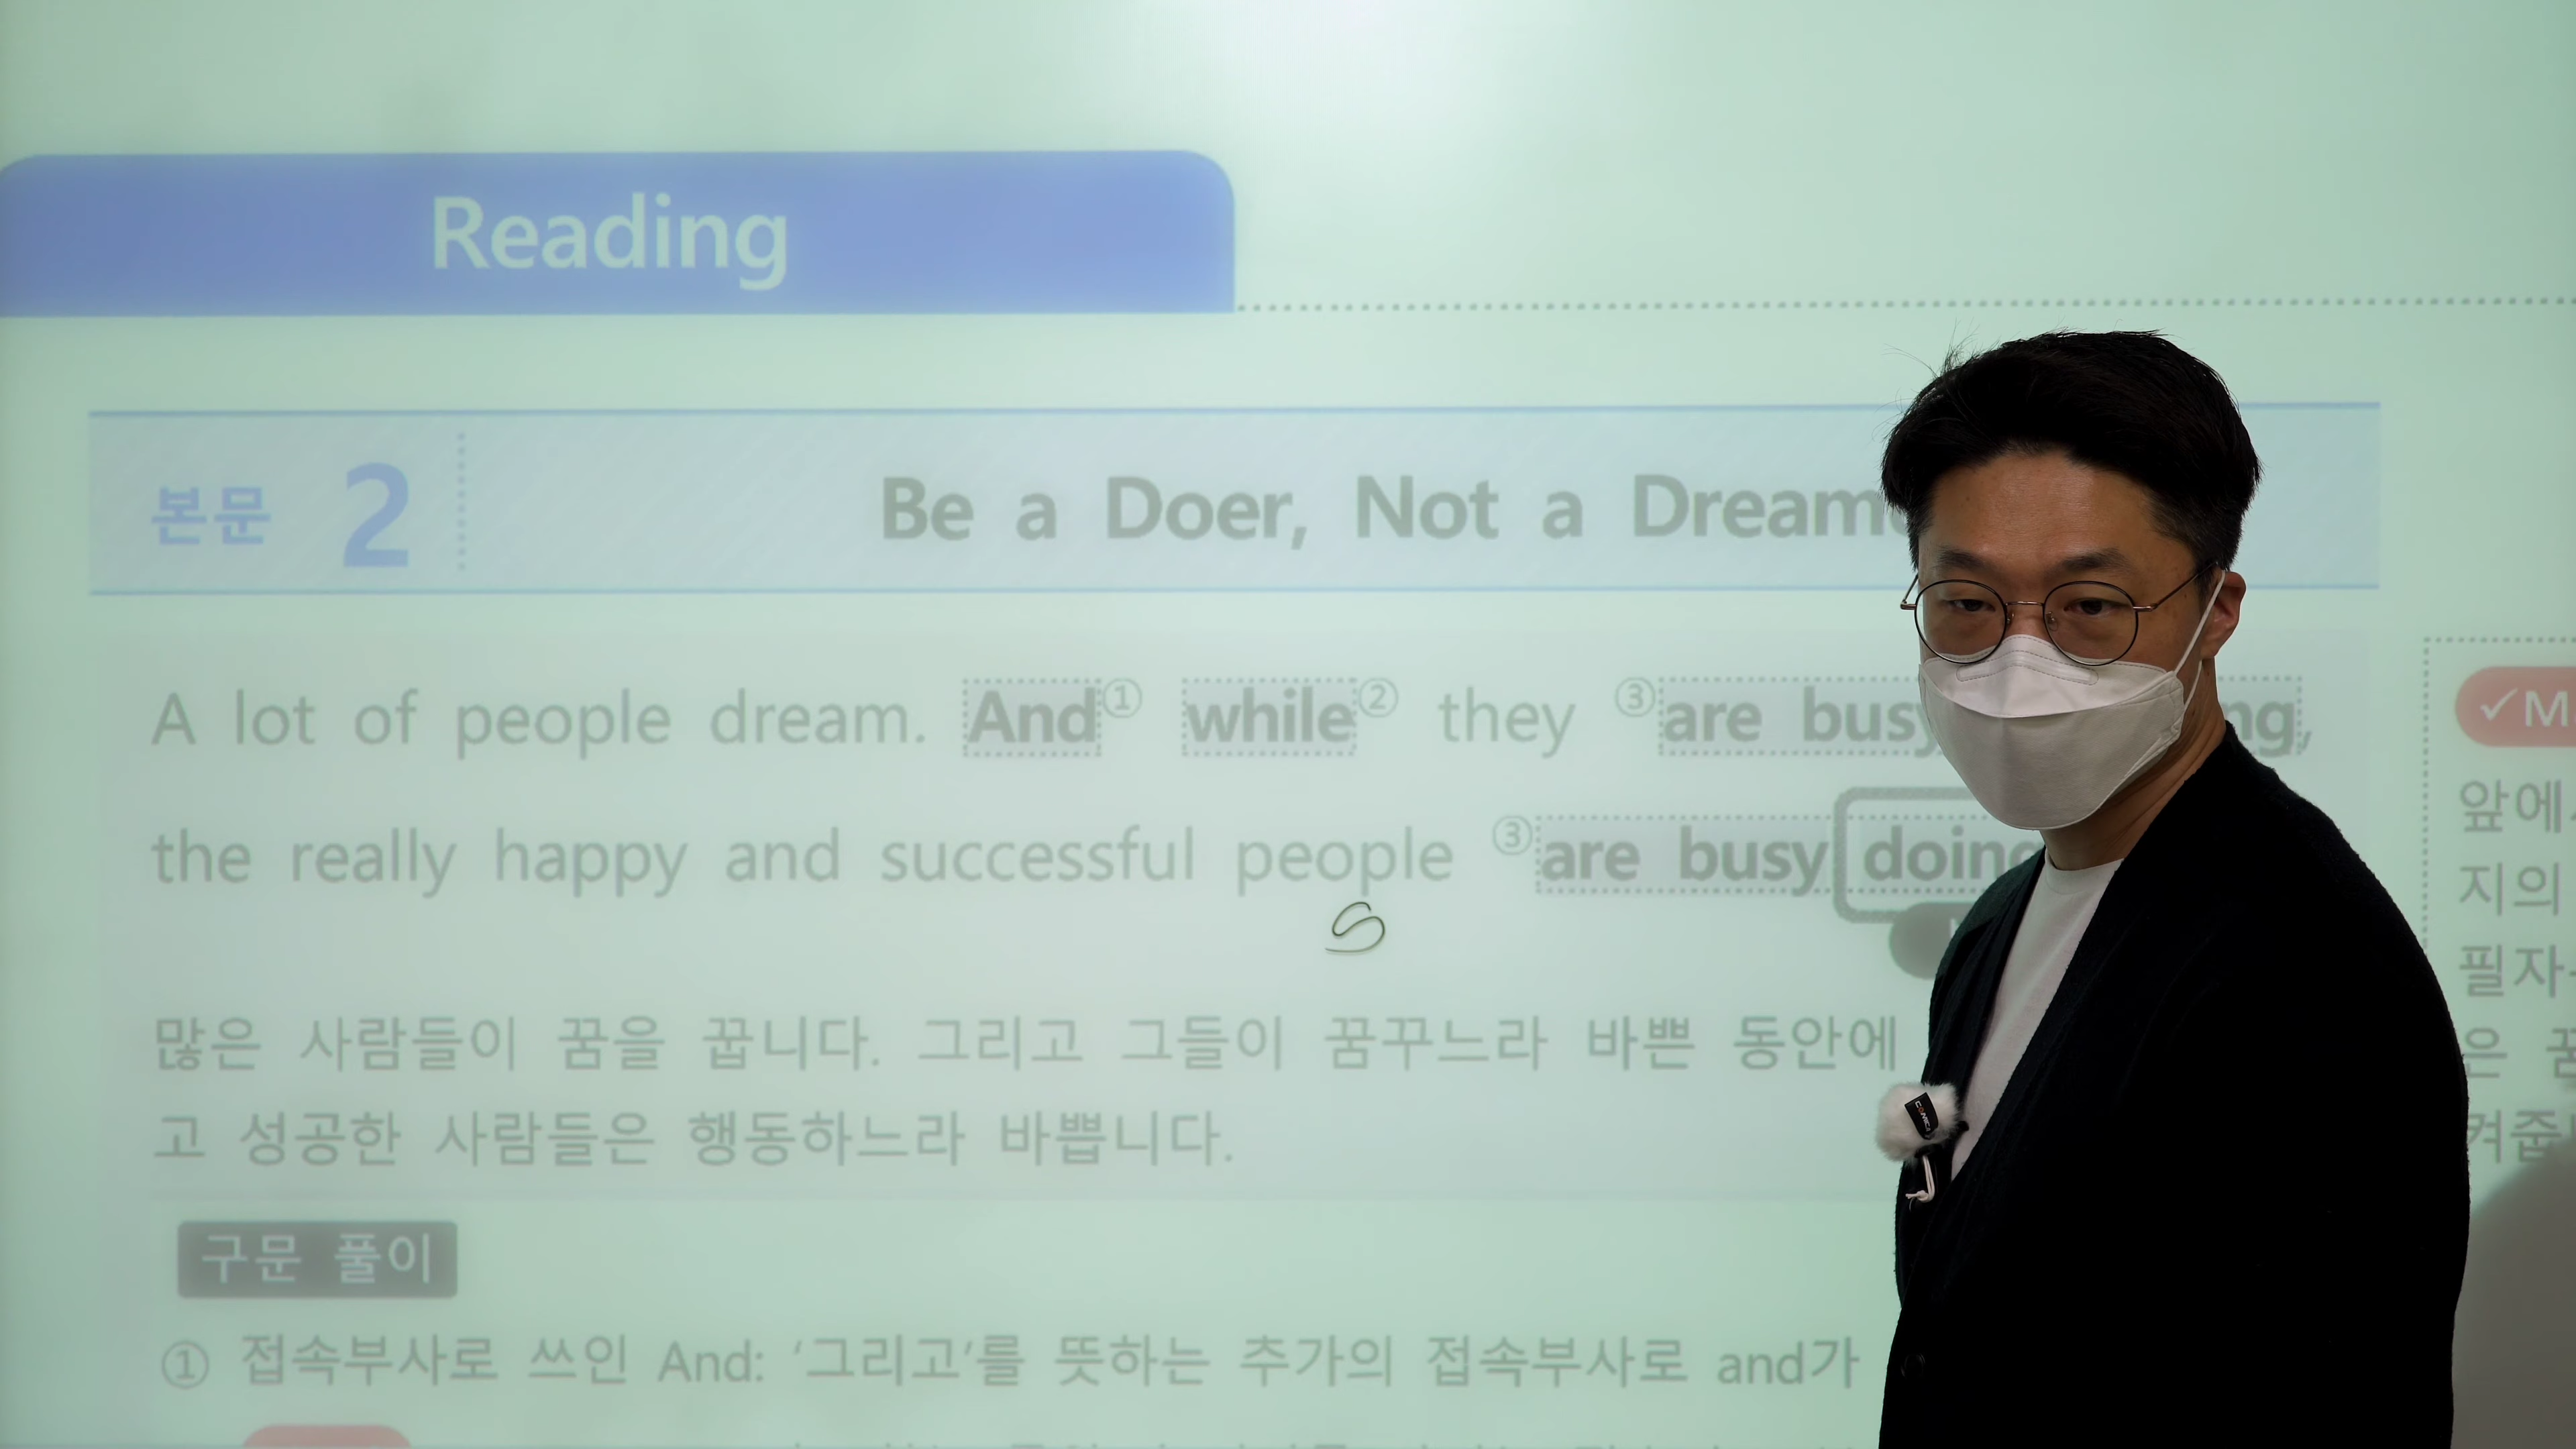 Reading
본문 2 Be a Doer, Not a
A lot of people dream. And① while② they ③are busy
the really happy and successful people ③are busy doing
S
많은 사람들이 꿈을 꿉니다. 그리고 그들이 꿈꾸느라 바쁜 동안에
고 성공한 사람들은 행동하느라 바쁩니다.
구문 풀이
① 접속부사로 쓰인 And: ‘그리고’를 뜻하는 추가의 접속부사로 and가
✓M
앞에
지의
필자
은
켜줍